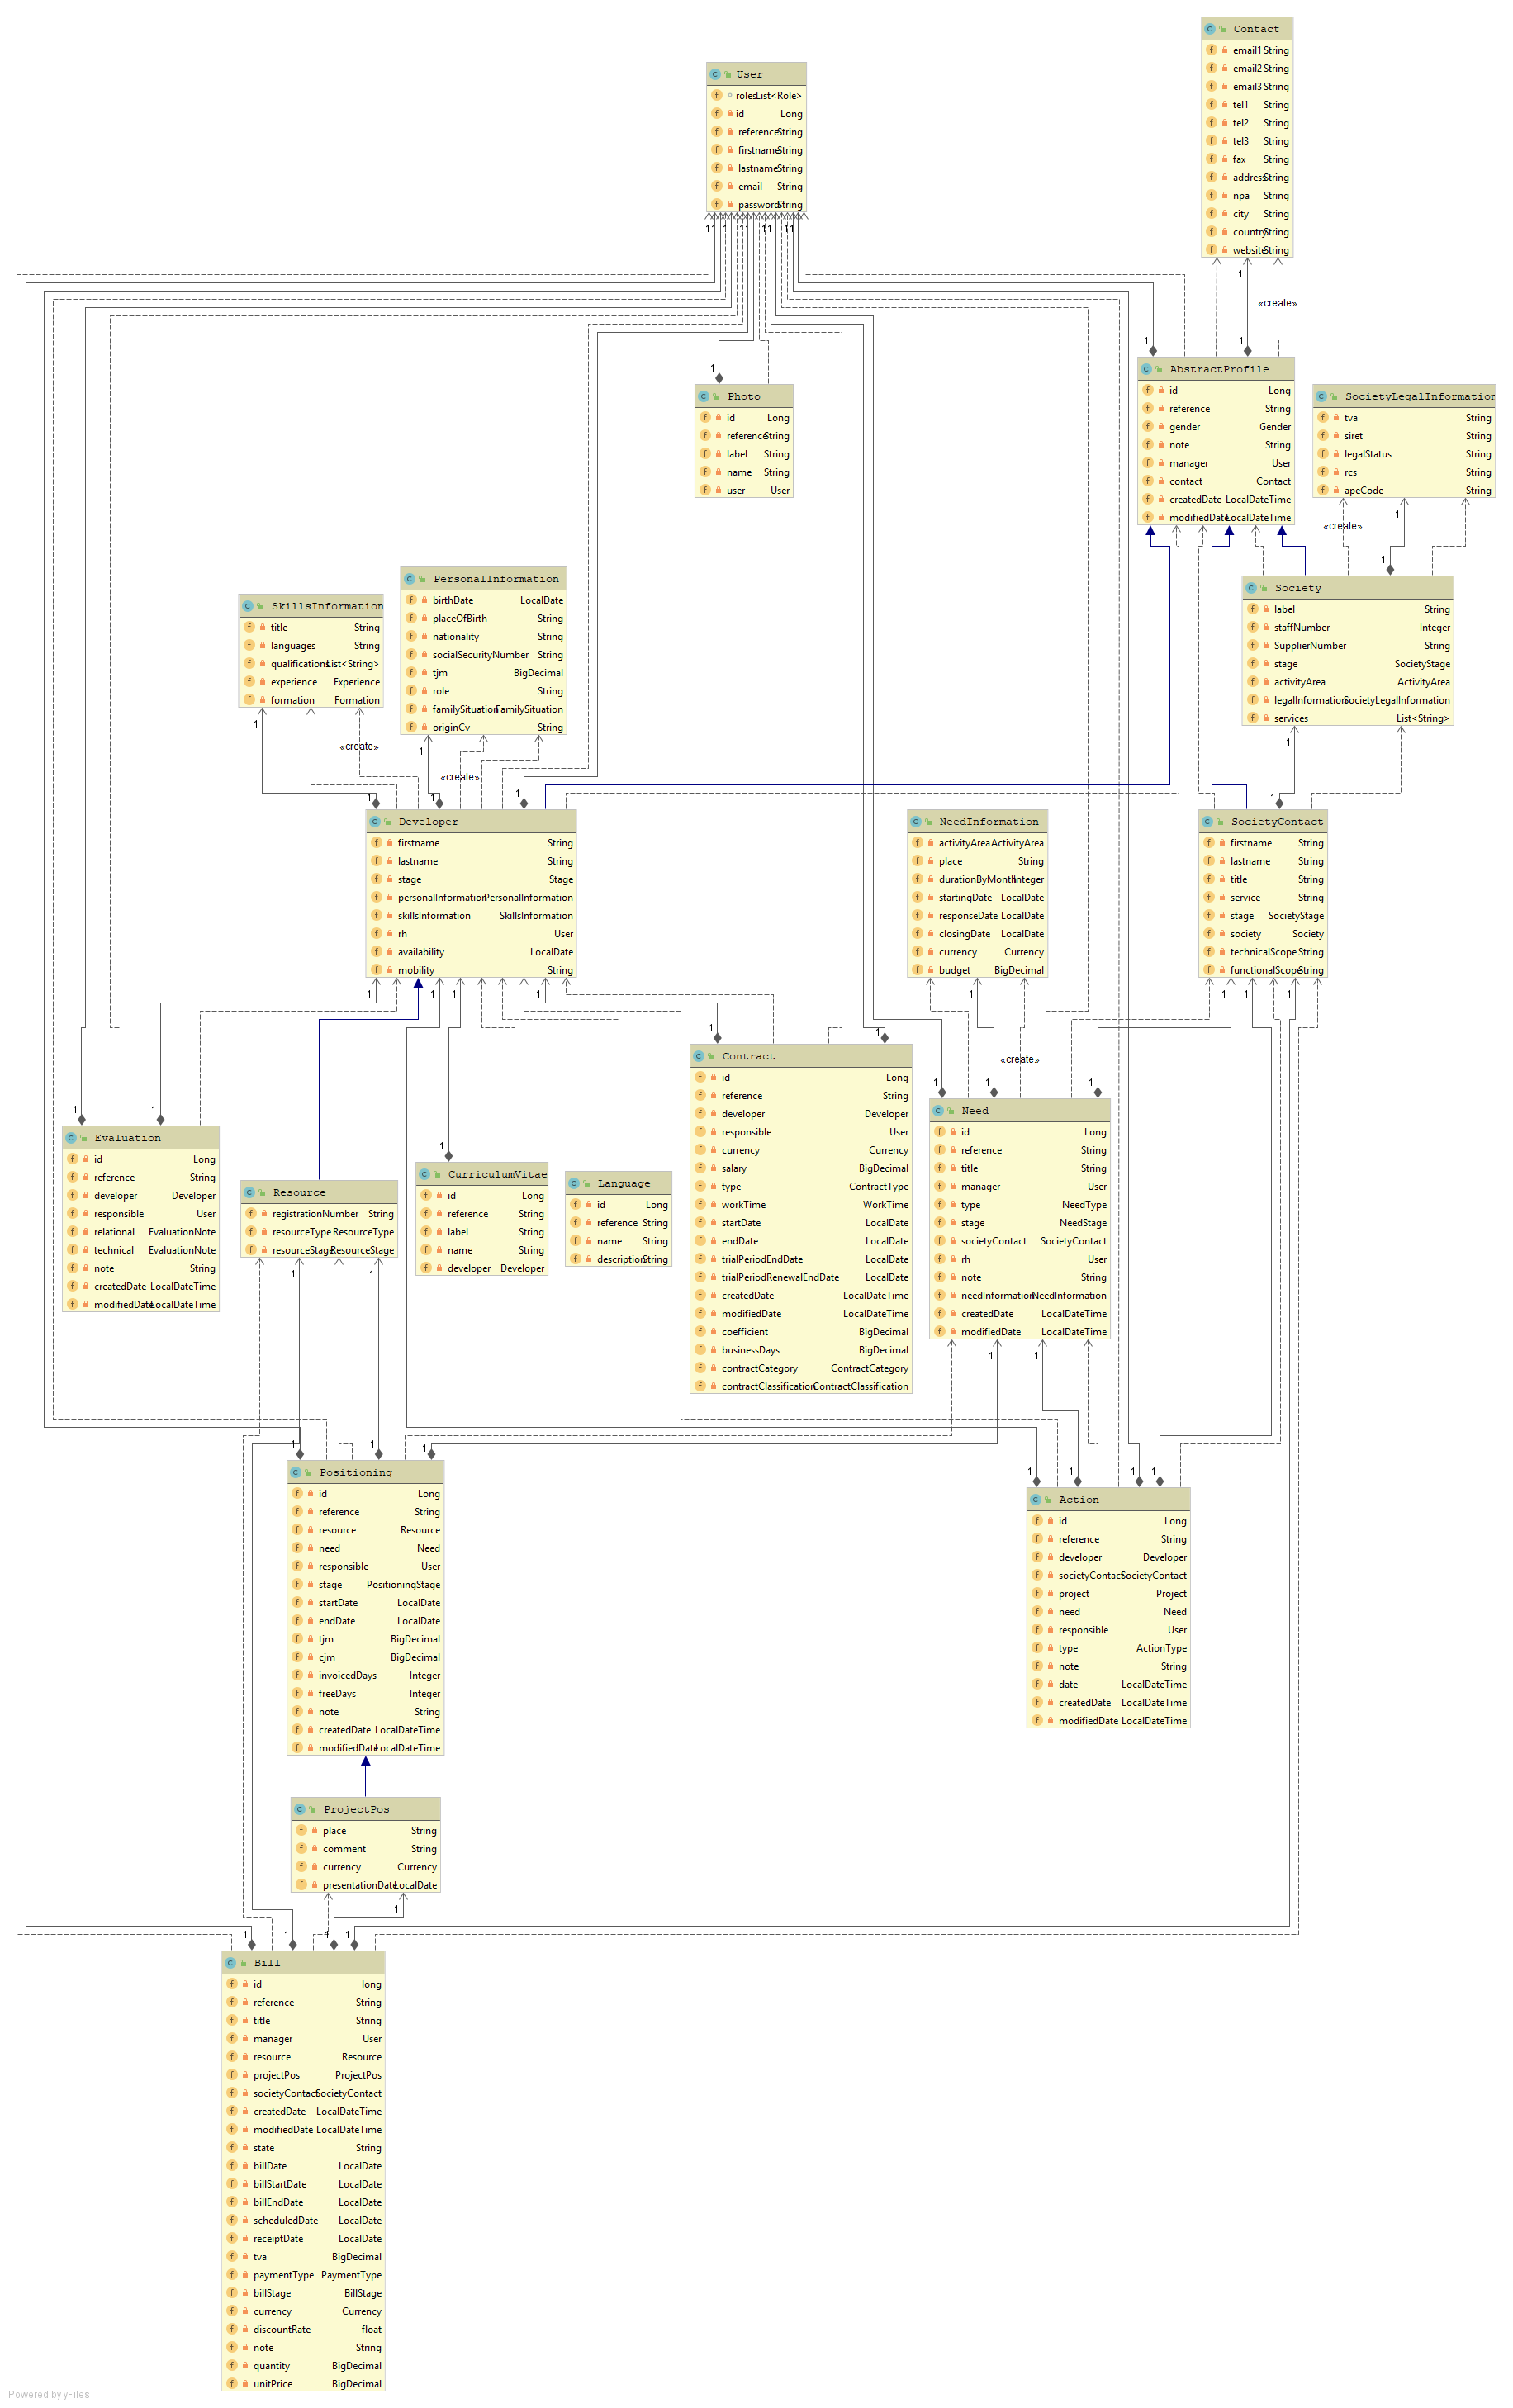 Contact
email1 String
email2 String
email3 String
tel1 String
tel2 String
tel3 String
fax String
address String
npa String
city String
country String
website String
User
roles List<Role>
id Long
reference String
firstname String
lastname String
email String
password String
1 1 1 1 1 1 1 1 1
1
«create»
1
1
1
AbstractProfile
id Long
reference String
gender Gender
note String
manager User
contact Contact
createdDate LocalDateTime
modifiedDate LocalDateTime
Photo
id Long
reference String
label String
name String
user User
SocietyLegalInformation
tva String
siret String
legalStatus String
rcs String
apeCode String
1
«create»
1
Society
label String
staffNumber Integer
SupplierNumber String
stage SocietyStage
activityArea ActivityArea
legalInformation SocietyLegalInformation
services List<String>
PersonalInformation
birthDate LocalDate
placeOfBirth String
nationality String
socialSecurityNumber String
tjm BigDecimal
role String
familySituation FamilySituation
originCv String
SkillsInformation
title String
languages String
qualifications List<String>
experience Experience
formation Formation
1
«create»
1
«create»
1
1
1
1
1
Developer
firstname String
lastname String
stage Stage
personalInformation PersonalInformation
skillsInformation SkillsInformation
rh User
availability LocalDate
mobility String
NeedInformation
activityArea ActivityArea
place String
durationByMonth Integer
startingDate LocalDate
responseDate LocalDate
closingDate LocalDate
currency Currency
budget BigDecimal
SocietyContact
firstname String
lastname String
title String
service String
stage SocietyStage
society Society
technicalScope String
functionalScope String
1 1 1 1 1 1 1 1
1 1
«create»
1 1 1
1 1
1
Contract
id Long
reference String
developer Developer
responsible User
currency Currency
salary BigDecimal
type ContractType
workTime WorkTime
startDate LocalDate
endDate LocalDate
trialPeriodEndDate LocalDate
trialPeriodRenewalEndDate LocalDate
createdDate LocalDateTime
modifiedDate LocalDateTime
coefficient BigDecimal
businessDays BigDecimal
contractCategory ContractCategory
contractClassification ContractClassification
Need
id Long
reference String
title String
manager User
type NeedType
stage NeedStage
societyContact SocietyContact
rh User
note String
needInformation NeedInformation
createdDate LocalDateTime
modifiedDate LocalDateTime
Evaluation
id Long
reference String
developer Developer
responsible User
relational EvaluationNote
technical EvaluationNote
note String
createdDate LocalDateTime
modifiedDate LocalDateTime
Resource
registrationNumber String
resourceType ResourceType
resourceStage ResourceStage
CurriculumVitae
id Long
reference String
label String
name String
developer Developer
Language
id Long
reference String
name String
description String
1 1 1 1
1 1 1
1 1 1 1
Positioning
id Long
reference String
resource Resource
need Need
responsible User
stage PositioningStage
startDate LocalDate
endDate LocalDate
tjm BigDecimal
cjm BigDecimal
invoicedDays Integer
freeDays Integer
note String
createdDate LocalDateTime
modifiedDate LocalDateTime
Action
id Long
reference String
developer Developer
societyContact SocietyContact
project Project
need Need
responsible User
type ActionType
note String
date LocalDateTime
createdDate LocalDateTime
modifiedDate LocalDateTime
ProjectPos
place String
comment String
currency Currency
presentationDate LocalDate
1
1 1 1 1
Bill
id long
reference String
title String
manager User
resource Resource
projectPos ProjectPos
societyContact SocietyContact
createdDate LocalDateTime
modifiedDate LocalDateTime
state String
billDate LocalDate
billStartDate LocalDate
billEndDate LocalDate
scheduledDate LocalDate
receiptDate LocalDate
tva BigDecimal
paymentType PaymentType
billStage BillStage
currency Currency
discountRate float
note String
quantity BigDecimal
unitPrice BigDecimal
Powered by yFiles